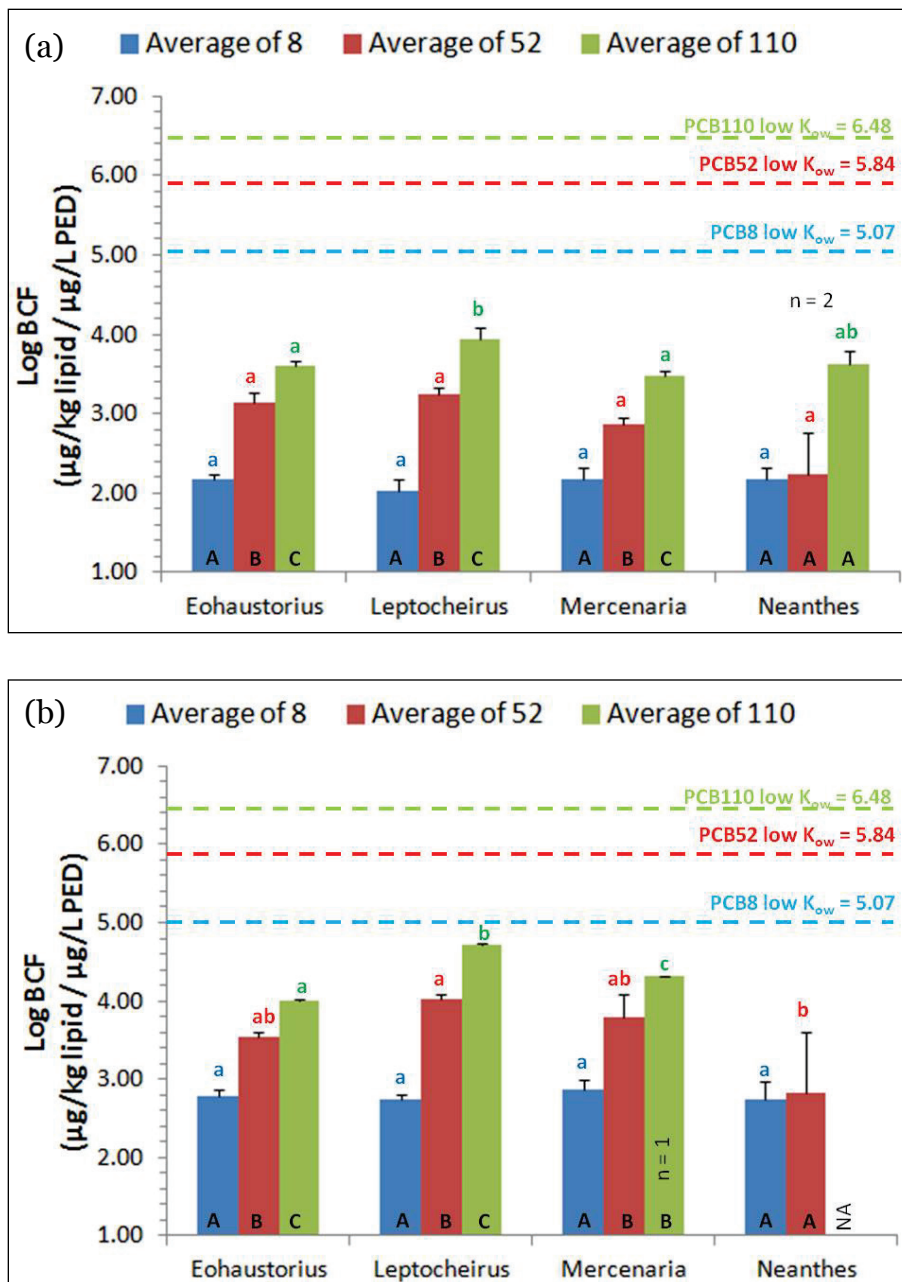 (a)
Average of 8 Average of 52 Average of 110
7.00
PCB110 low Kow = 6.48
6.00
PCB52 low Kow = 5.84
PCB8 low Kow = 5.07
5.00
n = 2
4.00
3.00
2.00
1.00
Log BCF
(µg/kg lipid / µg/L PED)
a a a
a a b
a a a
a a ab
A B C A B C A B C A A A
Eohaustorius Leptocheirus Mercenaria Neanthes
(b)
Average of 8 Average of 52 Average of 110
7.00
PCB110 low Kow = 6.48
6.00
PCB52 low Kow = 5.84
PCB8 low Kow = 5.07
5.00
4.00
3.00
2.00
1.00
Log BCF
(µg/kg lipid / µg/L PED)
a ab a
a a b
a ab c
a b
n = 1
A B C A B C A B B A A NA
Eohaustorius Leptocheirus Mercenaria Neanthes